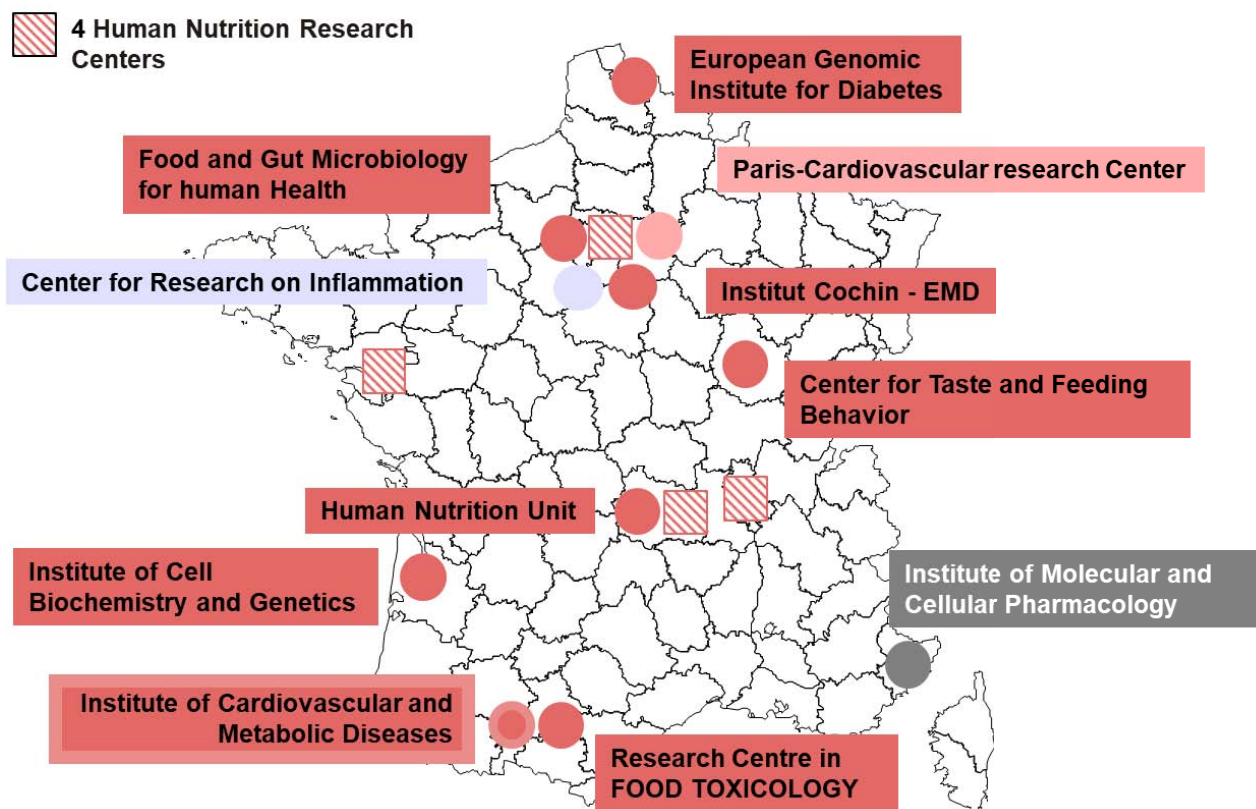 4 Human Nutrition Research
Centers
European Genomic
Institute for Diabetes
Food and Gut Microbiology
for human Health
Paris-Cardiovascular research Center
Center for Research on Inflammation
Institut Cochin - EMD
Center for Taste and Feeding
Behavior
Human Nutrition Unit
Institute of Cell
Biochemistry and Genetics
Institute of Molecular and
Cellular Pharmacology
Institute of Cardiovascular and
Metabolic Diseases
Research Centre in
FOOD TOXICOLOGY